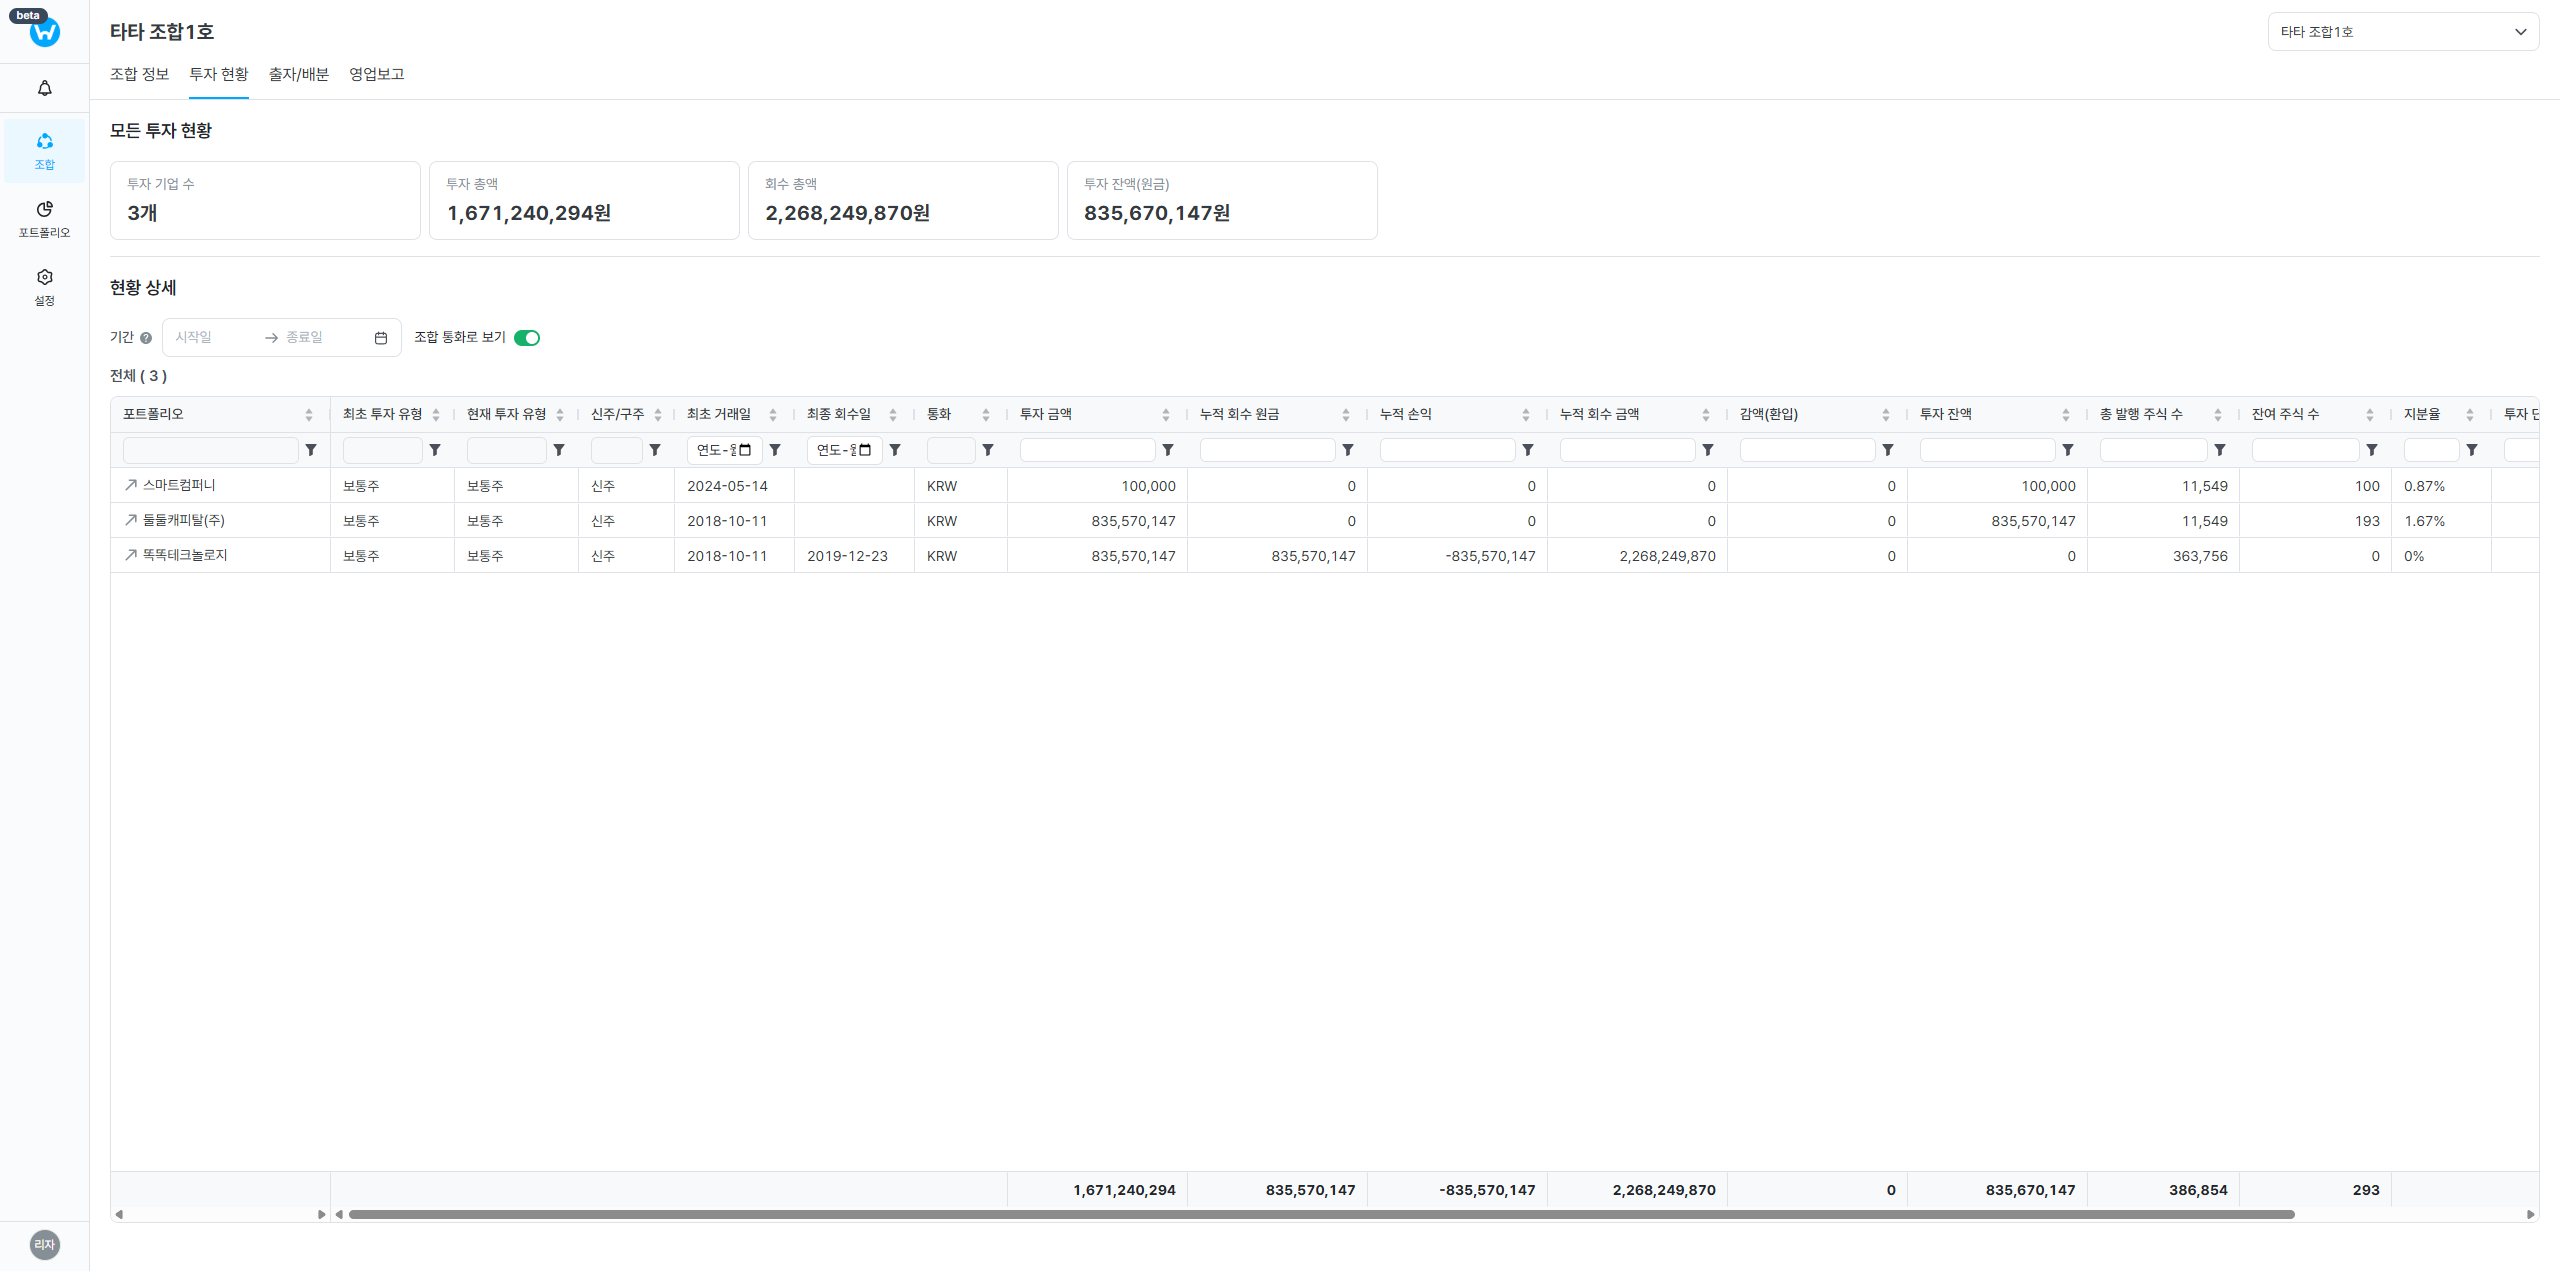 beta
타타 조합1호
타타 조합1호
조합 정보 투자 현황 출자/배분 영업보고
조합
포트폴리오
설정
리자
모든 투자 현황
투자 기업 수
3개
투자 총액
1,671,240,294원
회수 총액
2,268,249,870원
투자 잔액(원금)
835,670,147원
현황 상세
기간 ? 시작일 → 종료일 조합 통화로 보기
전체 ( 3 )
포트폴리오 최초 투자 유형 현재 투자 유형 신주/구주 최초 거래일 최종 회수일 통화 투자 금액 누적 회수 원금 누적 손익 누적 회수 금액 감액(환입) 투자 잔액 총 발행 주식 수 잔여 주식 수 지분율 투자
연도-월 연도-월
스마트컴퍼니 보통주 보통주 신주 2024-05-14 KRW 100,000 0 0 0 0 100,000 11,549 100 0.87%
둘둘캐피탈(주) 보통주 보통주 신주 2018-10-11 KRW 835,570,147 0 0 0 0 835,570,147 11,549 193 1.67%
똑똑테크놀로지 보통주 보통주 신주 2018-10-11 2019-12-23 KRW 835,570,147 835,570,147 -835,570,147 2,268,249,870 0 0 363,756 0 0%
1,671,240,294 835,570,147 -835,570,147 2,268,249,870 0 835,670,147 386,854 293